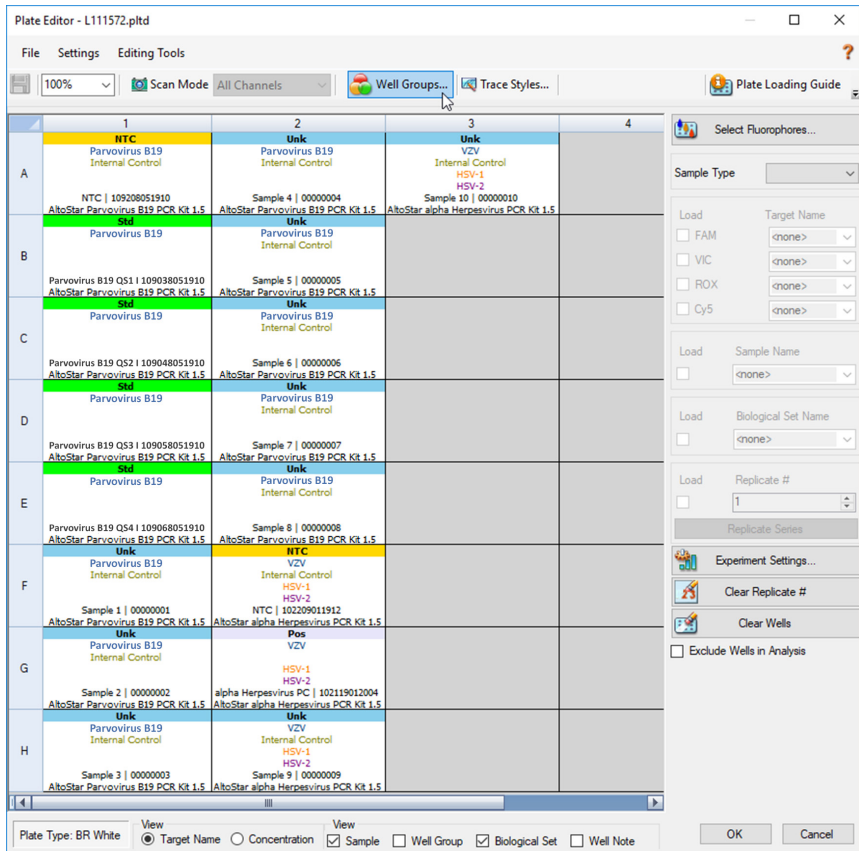 Plate Editor - L111572.pltd
File Settings Editing Tools ?
100% Scan Mode All Channels Well Groups... Trace Styles... Plate Loading Guide
1 2 3 4
A
NTC
Parvovirus B19
Internal Control
NTC | 109208051910
AltoStar Parvovirus B19 PCR Kit 1.5
Unk
Parvovirus B19
Internal Control
Sample 4 | 00000004
AltoStar Parvovirus B19 PCR Kit 1.5
Unk
VZV
Internal Control
HSV-1
HSV-2
Sample 10 | 00000010
AltoStar alpha Herpesvirus PCR Kit 1.5
B
Std
Parvovirus B19
Parvovirus B19 QS1 I 109038051910
AltoStar Parvovirus B19 PCR Kit 1.5
Unk
Parvovirus B19
Internal Control
Sample 5 | 00000005
AltoStar Parvovirus B19 PCR Kit 1.5
C
Std
Parvovirus B19
Parvovirus B19 QS2 I 109048051910
AltoStar Parvovirus B19 PCR Kit 1.5
Unk
Parvovirus B19
Internal Control
Sample 6 | 00000006
AltoStar Parvovirus B19 PCR Kit 1.5
D
Std
Parvovirus B19
Parvovirus B19 QS3 I 109058051910
AltoStar Parvovirus B19 PCR Kit 1.5
Unk
Parvovirus B19
Internal Control
Sample 7 | 00000007
AltoStar Parvovirus B19 PCR Kit 1.5
E
Std
Parvovirus B19
Parvovirus B19 QS4 I 109068051910
AltoStar Parvovirus B19 PCR Kit 1.5
Unk
Parvovirus B19
Internal Control
Sample 8 | 00000008
AltoStar Parvovirus B19 PCR Kit 1.5
F
Unk
Parvovirus B19
Internal Control
Sample 1 | 00000001
AltoStar Parvovirus B19 PCR Kit 1.5
NTC
VZV
Internal Control
HSV-1
HSV-2
NTC | 102209011912
AltoStar alpha Herpesvirus PCR Kit 1.5
G
Unk
Parvovirus B19
Internal Control
Sample 2 | 00000002
AltoStar Parvovirus B19 PCR Kit 1.5
Pos
VZV
HSV-1
HSV-2
alpha Herpesvirus PC | 102119012004
AltoStar alpha Herpesvirus PCR Kit 1.5
H
Unk
Parvovirus B19
Internal Control
Sample 3 | 00000003
AltoStar Parvovirus B19 PCR Kit 1.5
Unk
VZV
Internal Control
HSV-1
HSV-2
Sample 9 | 00000009
AltoStar alpha Herpesvirus PCR Kit 1.5
Select Fluorophores...
Sample Type
Load Target Name
FAM <none>
VIC <none>
ROX <none>
Cy5 <none>
Load Sample Name
<none>
Load Biological Set Name
<none>
Load Replicate #
1
Replicate Series
Experiment Settings...
Clear Replicate #
Clear Wells
Exclude Wells in Analysis
Plate Type: BR White
View
Target Name Concentration
View
Sample Well Group Biological Set Well Note
OK Cancel